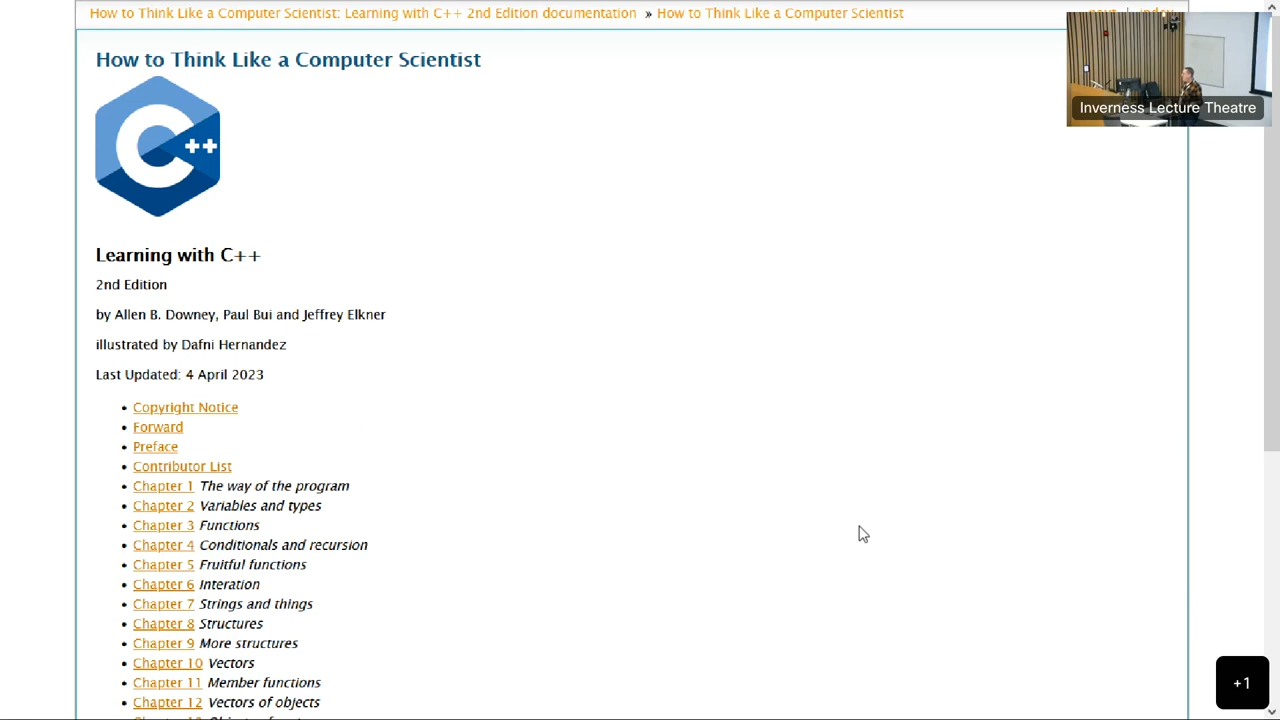 How to Think Like a Computer Scientist: Learning with C++ 2nd Edition documentation » How to Think Like a Computer Scientist
How to Think Like a Computer Scientist
C++
Inverness Lecture Theatre
Learning with C++
2nd Edition
by Allen B. Downey, Paul Bui and Jeffrey Elkner
illustrated by Dafni Hernandez
Last Updated: 4 April 2023
• Copyright Notice
• Forward
• Preface
• Contributor List
• Chapter 1 The way of the program
• Chapter 2 Variables and types
• Chapter 3 Functions
• Chapter 4 Conditionals and recursion
• Chapter 5 Fruitful functions
• Chapter 6 Interation
• Chapter 7 Strings and things
• Chapter 8 Structures
• Chapter 9 More structures
• Chapter 10 Vectors
• Chapter 11 Member functions
• Chapter 12 Vectors of objects
+1